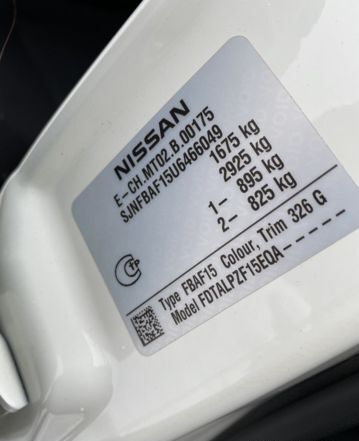 NISSAN
E-CH.MT02.B.00175
SJNFBAF15U6466049
1675 kg
2925 kg
1- 895 kg
2- 825 kg
Type FBAF15 Colour, Trim 326 G
Model FDTALPZF15EQA------